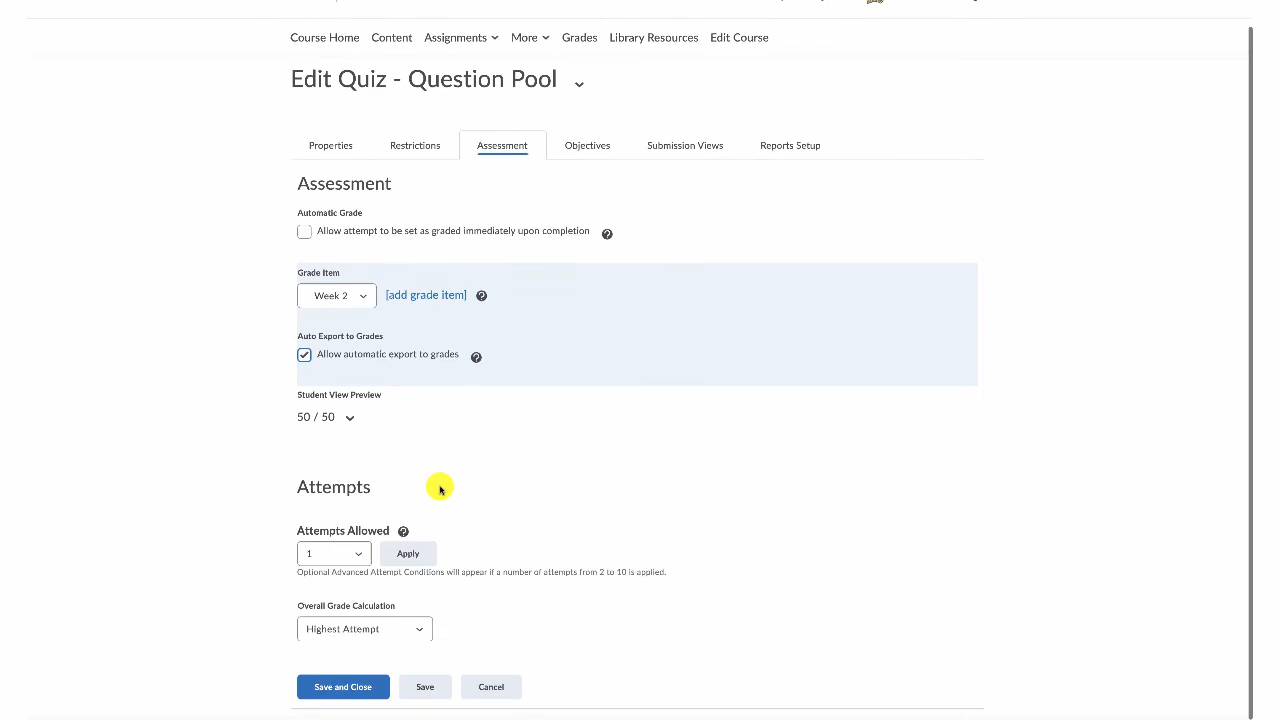 Course Home Content Assignments More Grades Library Resources Edit Course
Edit Quiz - Question Pool
Properties Restrictions Assessment Objectives Submission Views Reports Setup
Assessment
Automatic Grade
Allow attempt to be set as graded immediately upon completion
Grade Item
Week 2 [add grade item]
Auto Export to Grades
Allow automatic export to grades
Student View Preview
50 / 50
Attempts
Attempts Allowed
1 Apply
Optional Advanced Attempt Conditions will appear if a number of attempts from 2 to 10 is applied.
Overall Grade Calculation
Highest Attempt
Save and Close Save Cancel